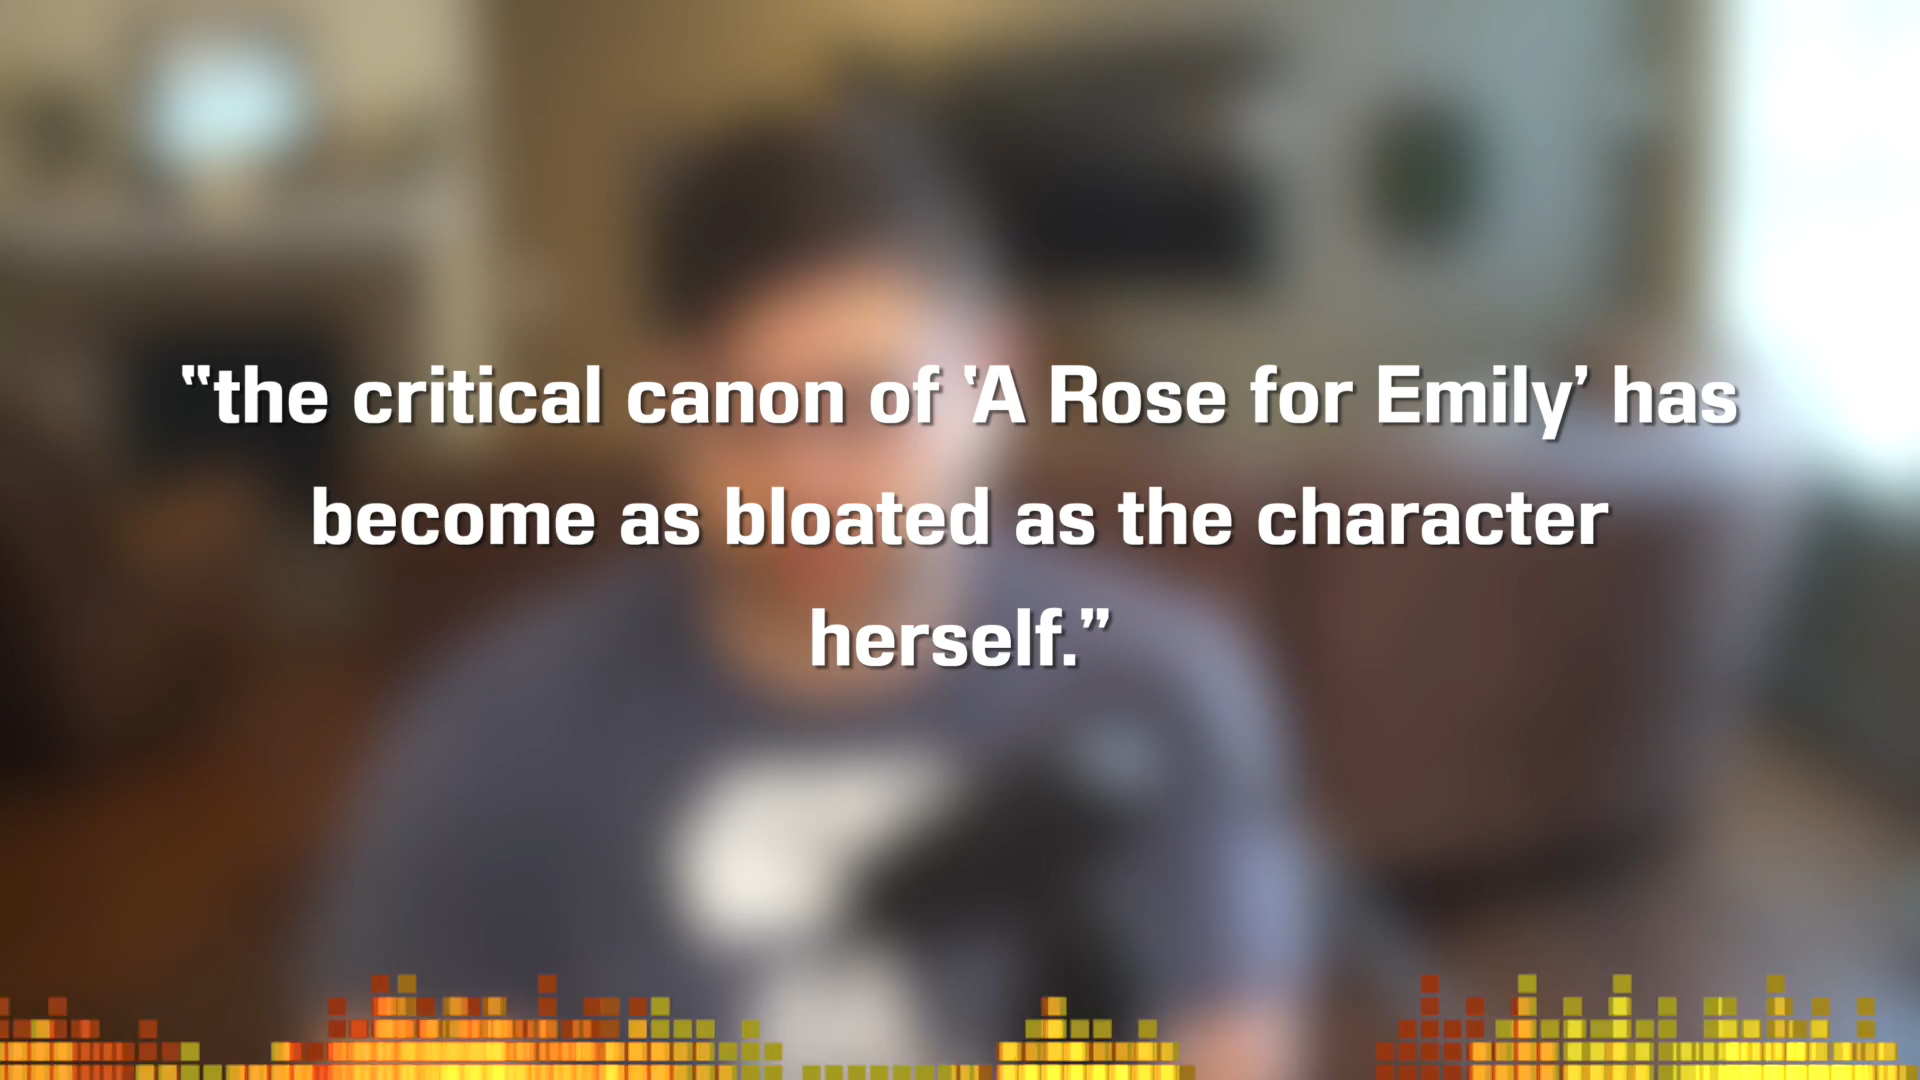 “the critical canon of ‘A Rose for Emily’ has
become as bloated as the character
herself.”